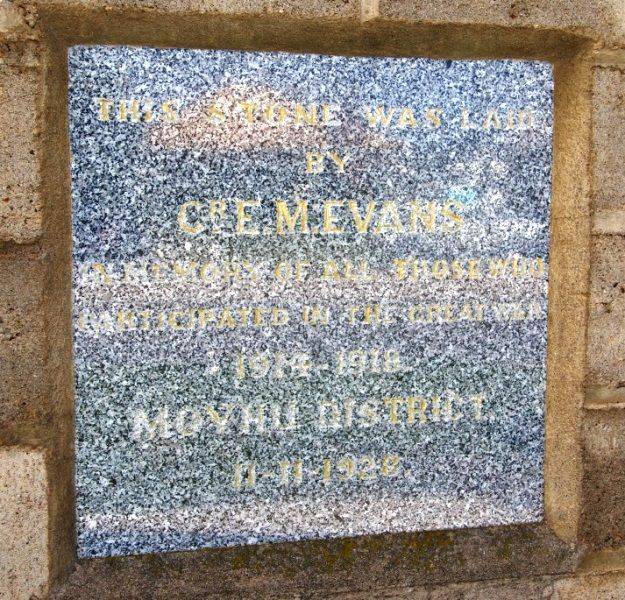 THIS STONE WAS LAID
BY
CR E. M. EVANS
IN MEMORY OF ALL THOSE WHO
PARTICIPATED IN THE GREAT WAR
1914-1918
MOYHU DISTRICT
11-11-1928